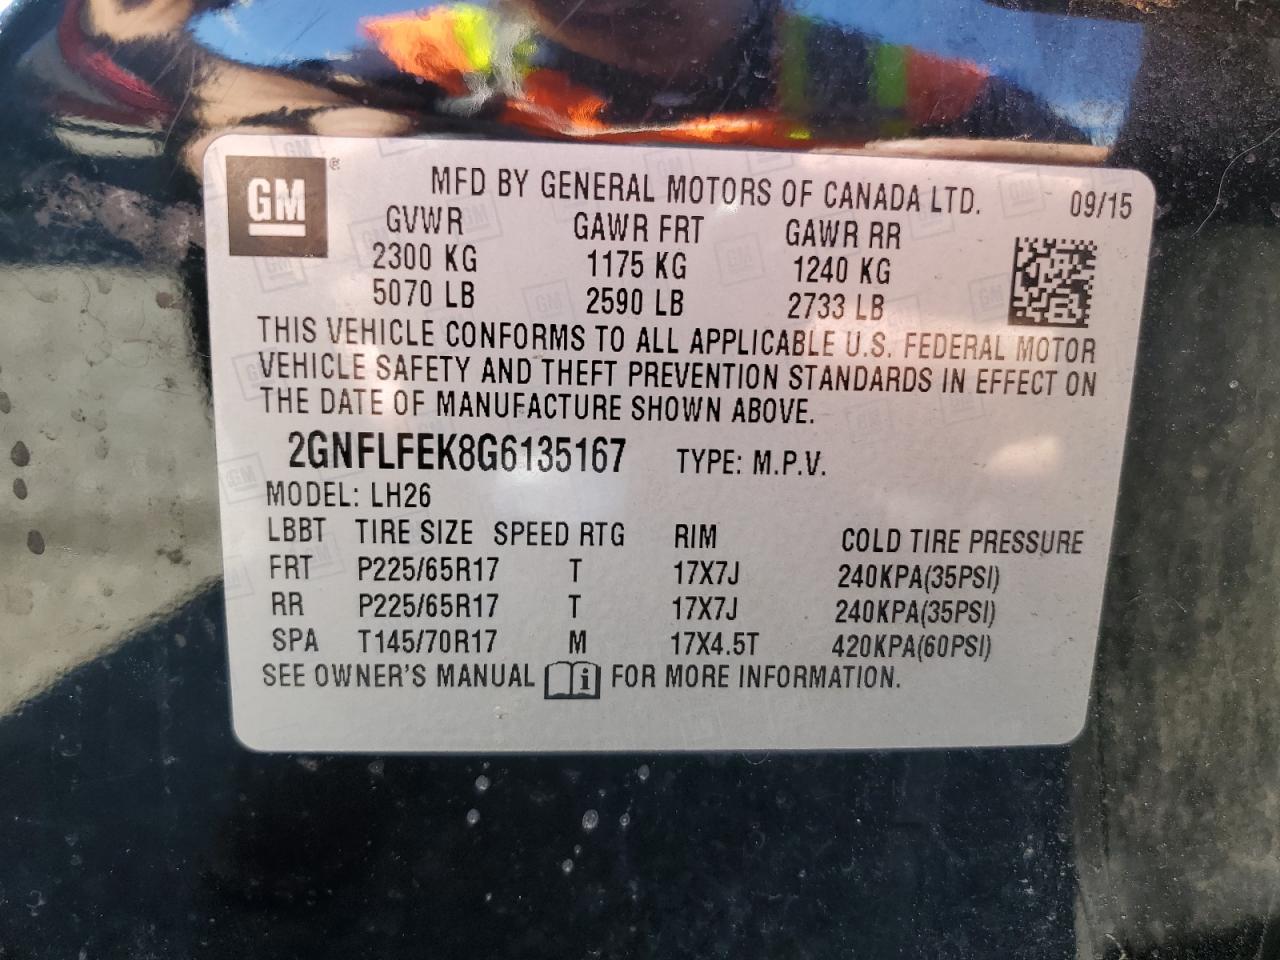 GM®
MFD BY GENERAL MOTORS OF CANADA LTD. 09/15
GVWR GAWR FRT GAWR RR
2300 KG 1175 KG 1240 KG
5070 LB 2590 LB 2733 LB
THIS VEHICLE CONFORMS TO ALL APPLICABLE U.S. FEDERAL MOTOR
VEHICLE SAFETY AND THEFT PREVENTION STANDARDS IN EFFECT ON
THE DATE OF MANUFACTURE SHOWN ABOVE.
2GNFLFEK8G6135167 TYPE: M.P.V.
MODEL: LH26
LBBT TIRE SIZE SPEED RTG RIM COLD TIRE PRESSURE
FRT P225/65R17 T 17X7J 240KPA(35PSI)
RR P225/65R17 T 17X7J 240KPA(35PSI)
SPA T145/70R17 M 17X4.5T 420KPA(60PSI)
SEE OWNER'S MANUAL i FOR MORE INFORMATION.